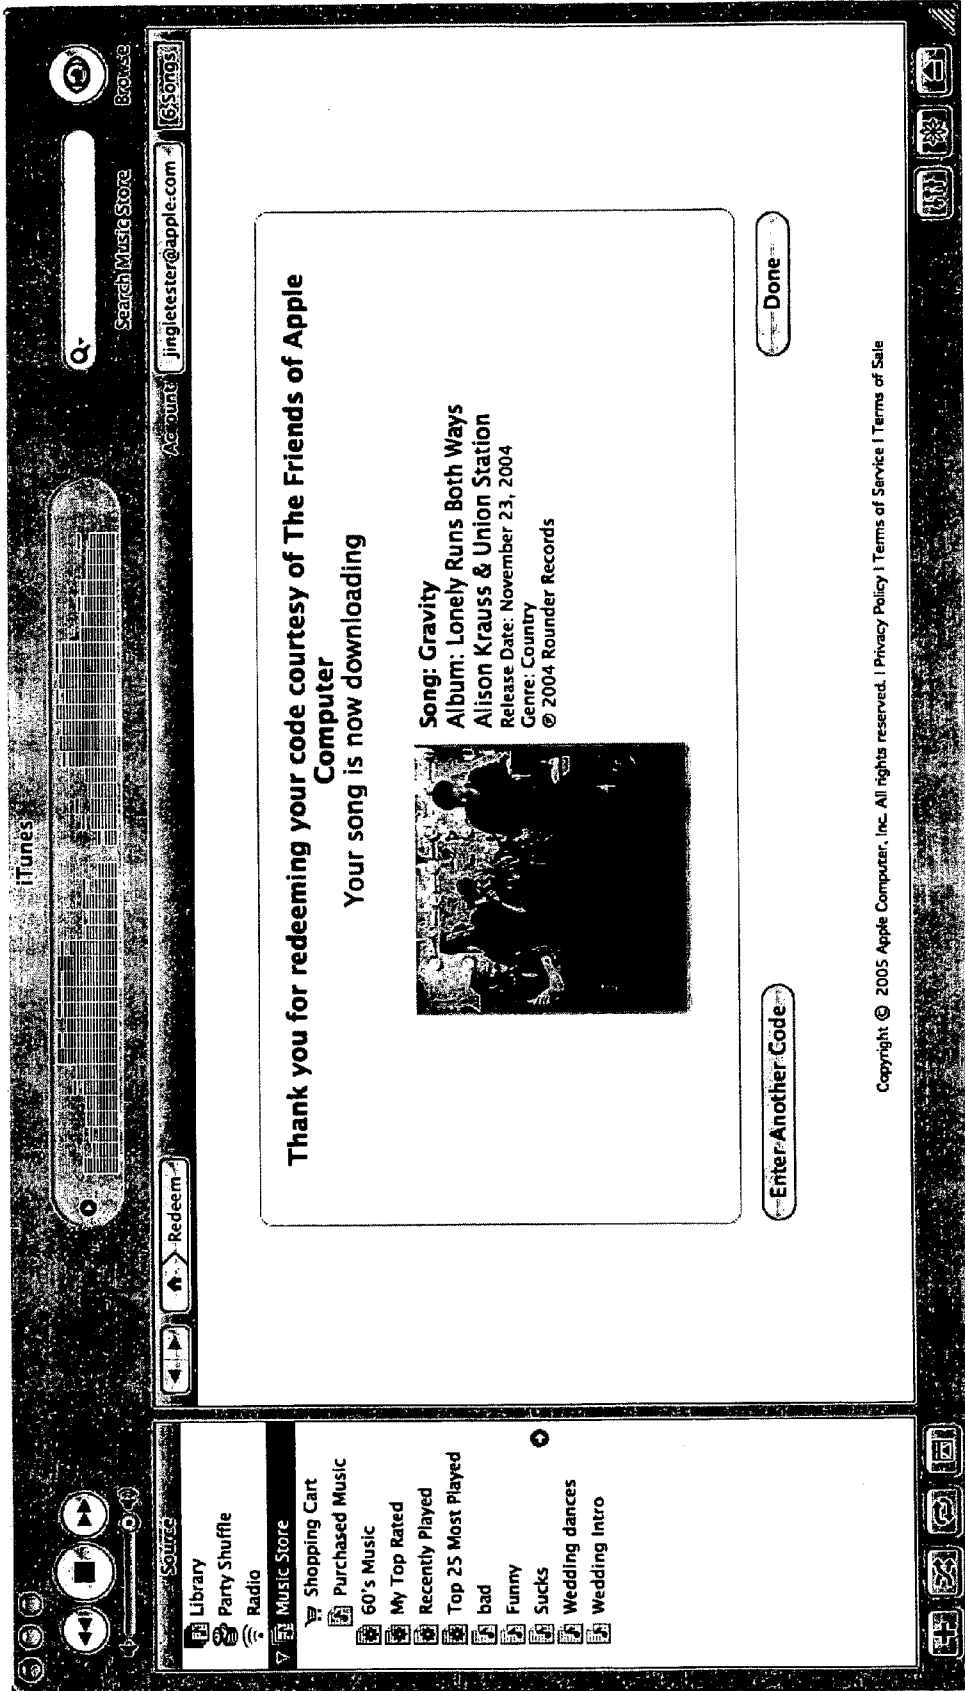 iTunes
Search Music Store
Browse
Source
Library
Party Shuffle
Radio
Music Store
Shopping Cart
Purchased Music
60's Music
My Top Rated
Recently Played
Top 25 Most Played
bad
Funny
Sucks
Wedding dances
Wedding Intro
Redeem
Account
jingletester@apple.com
6 Songs
Thank you for redeeming your code courtesy of The Friends of Apple
Computer
Your song is now downloading
Song: Gravity
Album: Lonely Runs Both Ways
Alison Krauss & Union Station
Release Date: November 23, 2004
Genre: Country
℗ 2004 Rounder Records
Enter Another Code
Done
Copyright © 2005 Apple Computer, Inc. All rights reserved. | Privacy Policy | Terms of Service | Terms of Sale